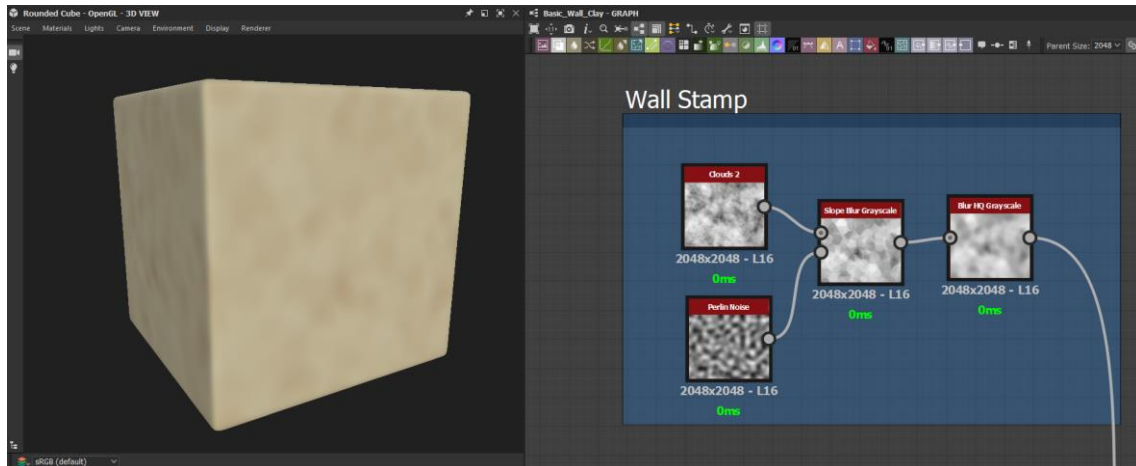 Rounded Cube - OpenGL - 3D VIEW
Scene Materials Lights Camera Environment Display Renderer
sRGB (default)
Basic_Wall_Clay - GRAPH
Parent Size: 2048
Wall Stamp
Clouds 2
2048x2048 - L16
0ms
Perlin Noise
2048x2048 - L16
0ms
Slope Blur Grayscale
2048x2048 - L16
0ms
Blur HQ Grayscale
2048x2048 - L16
0ms